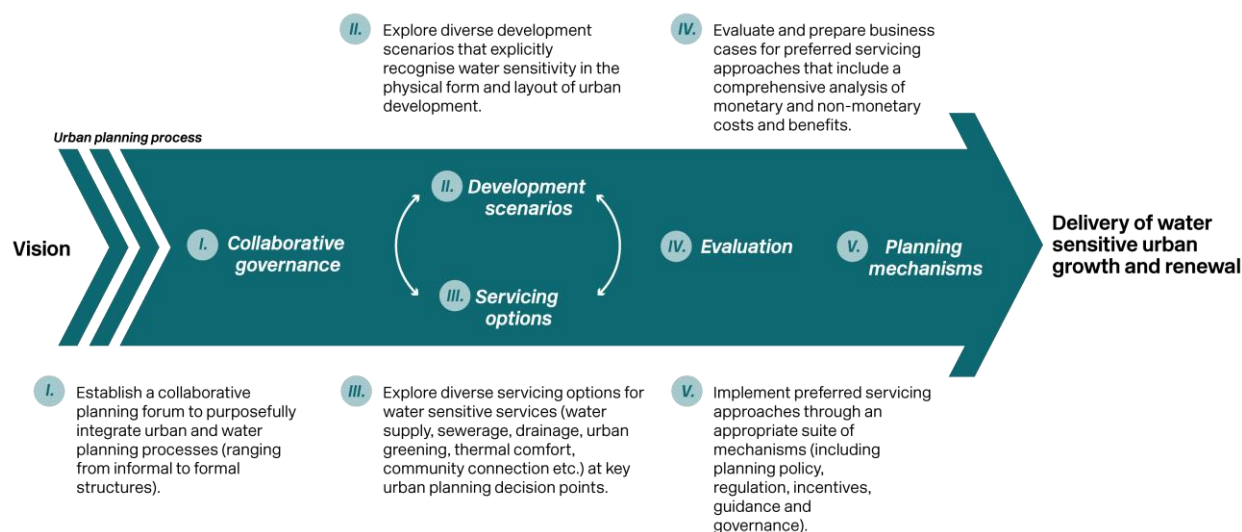 II.
Explore diverse development
scenarios that explicitly
recognise water sensitivity in the
physical form and layout of urban
development.
IV.
Evaluate and prepare business
cases for preferred servicing
approaches that include a
comprehensive analysis of
monetary and non-monetary
costs and benefits.
Urban planning process
Vision
I.
Collaborative
governance
II.
Development
scenarios
III.
Servicing
options
IV.
Evaluation
V.
Planning
mechanisms
Delivery of water
sensitive urban
growth and renewal
I.
Establish a collaborative
planning forum to purposefully
integrate urban and water
planning processes (ranging
from informal to formal
structures).
III.
Explore diverse servicing options for
water sensitive services (water
supply, sewerage, drainage, urban
greening, thermal comfort,
community connection etc.) at key
urban planning decision points.
V.
Implement preferred servicing
approaches through an
appropriate suite of
mechanisms (including
planning policy,
regulation, incentives,
guidance and
governance).